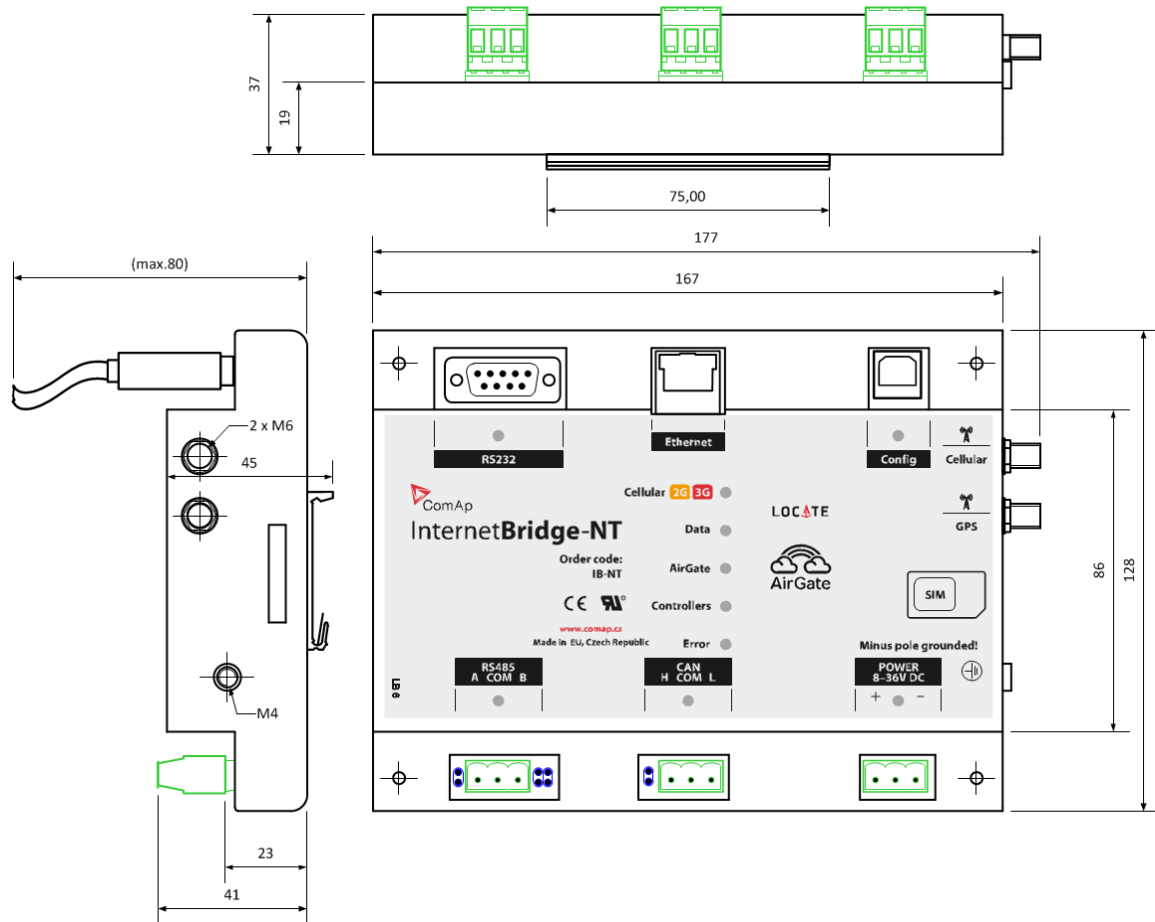 37
19
75,00
177
(max.80)
167
2 x M6
45
Ethernet
RS232
Config
Cellular
Cellular 2G 3G
ComAp
LOCATE
InternetBridge-NT
Data
GPS
Order code:
IB-NT
AirGate
AirGate
86
128
CE
SIM
Controllers
www.comap.cz
Made in EU, Czech Republic
Error
Minus pole grounded!
RS485
A COM B
CAN
H COM L
POWER
8-36V DC
+ -
LB 6
M4
23
41